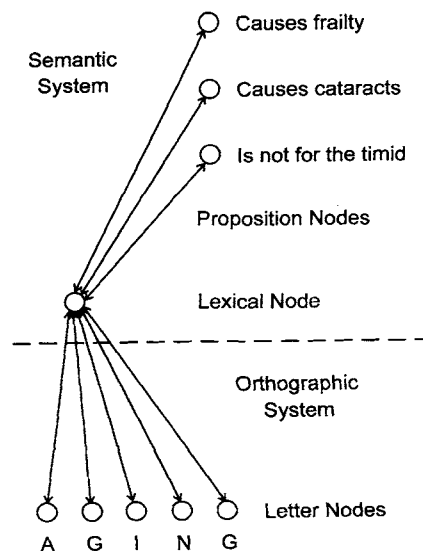 Causes frailty
Semantic
System
Causes cataracts
Is not for the timid
Proposition Nodes
Lexical Node
Orthographic
System
Letter Nodes
A G I N G